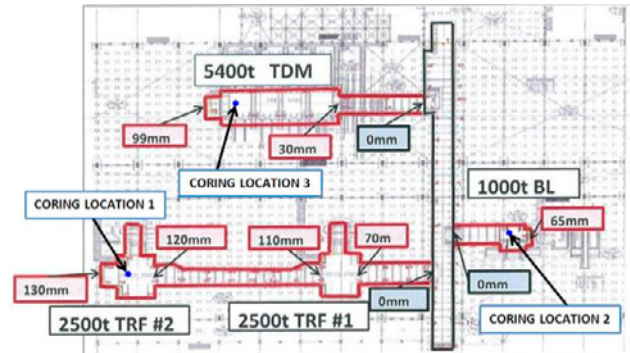 5400t TDM
99mm
30mm
0mm
CORING LOCATION 3
1000t BL
CORING LOCATION 1
65mm
120mm
110mm
70m
130mm
0mm
0mm
2500t TRF #2
2500t TRF #1
CORING LOCATION 2